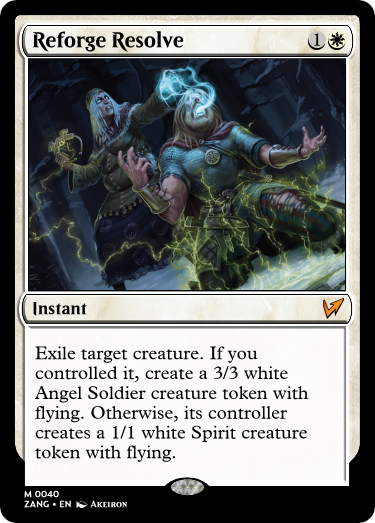 Reforge Resolve 1
Instant
Exile target creature. If you
controlled it, create a 3/3 white
Angel Soldier creature token with
flying. Otherwise, its controller
creates a 1/1 white Spirit creature
token with flying.
M 0040
ZANG • EN Akeiron